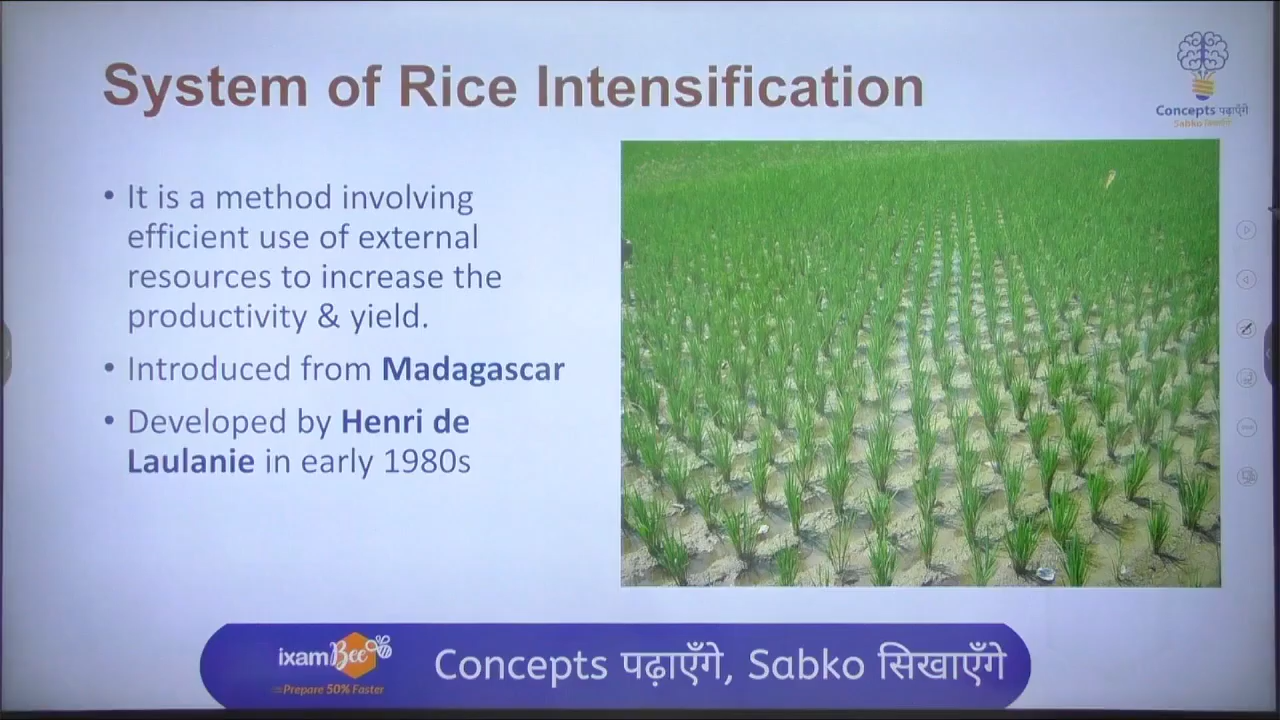 System of Rice Intensification
Concepts पढ़ाएँगे
Sabko सिखाएँगे
• It is a method involving
efficient use of external
resources to increase the
productivity & yield.
• Introduced from Madagascar
• Developed by Henri de
Laulanie in early 1980s
ixamBee
Prepare 50% Faster
Concepts पढ़ाएँगे, Sabko सिखाएँगे